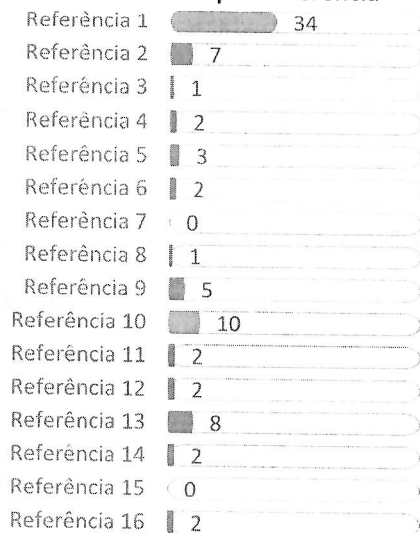 Referência 1 34
Referência 2 7
Referência 3 1
Referência 4 2
Referência 5 3
Referência 6 2
Referência 7 0
Referência 8 1
Referência 9 5
Referência 10 10
Referência 11 2
Referência 12 2
Referência 13 8
Referência 14 2
Referência 15 0
Referência 16 2